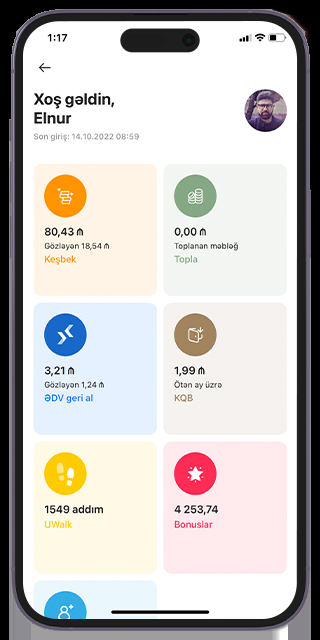 1:17
Xoş gəldin,
Elnur
Son giriş: 14.10.2022 08:59
80,43 ₼
Gözləyən 18,54 ₼
Keşbek
0,00 ₼
Toplanan məbləğ
Topla
3,21 ₼
Gözləyən 1,24 ₼
ƏDV geri al
1,99 ₼
Ötən ay üzrə
KQB
1549 addım
UWalk
4 253,74
Bonuslar